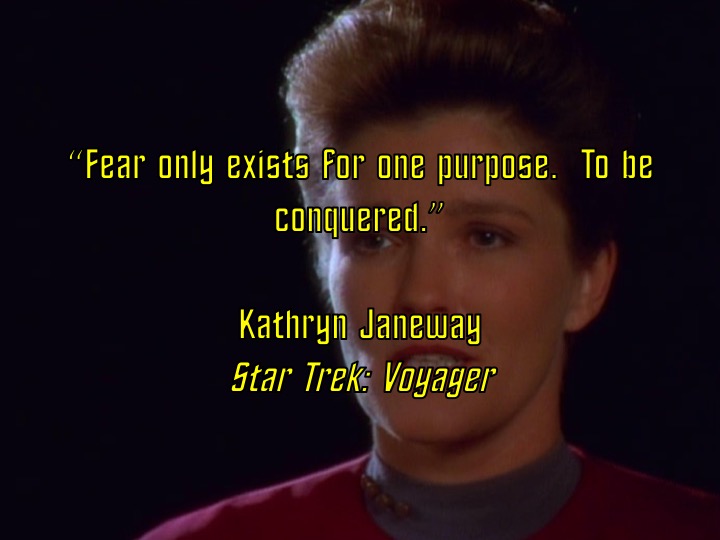 “Fear only exists for one purpose.  To be
conquered.”
Kathryn Janeway
Star Trek: Voyager